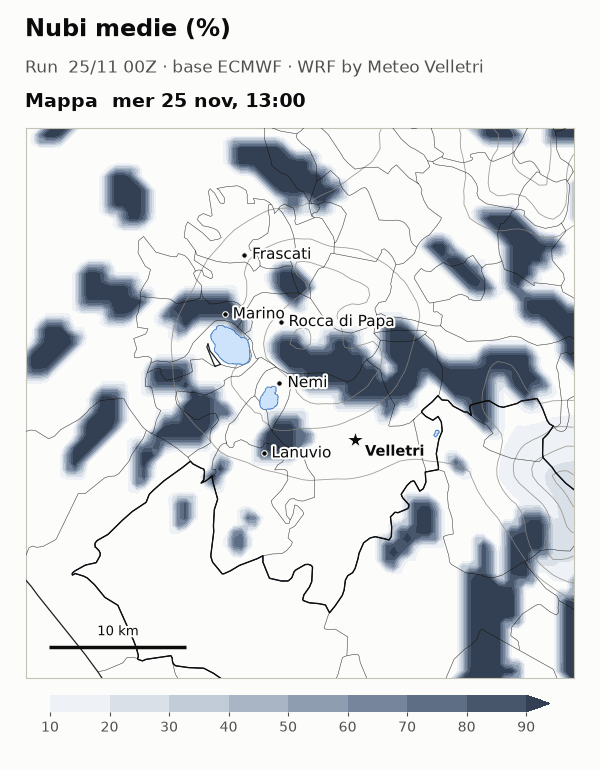 Nubi medie (%)
Run 25/11 00Z · base ECMWF · WRF by Meteo Velletri
Mappa mer 25 nov, 13:00
Frascati
Marino
Rocca di Papa
Nemi
Velletri
Lanuvio
10 km
10 20 30 40 50 60 70 80 90